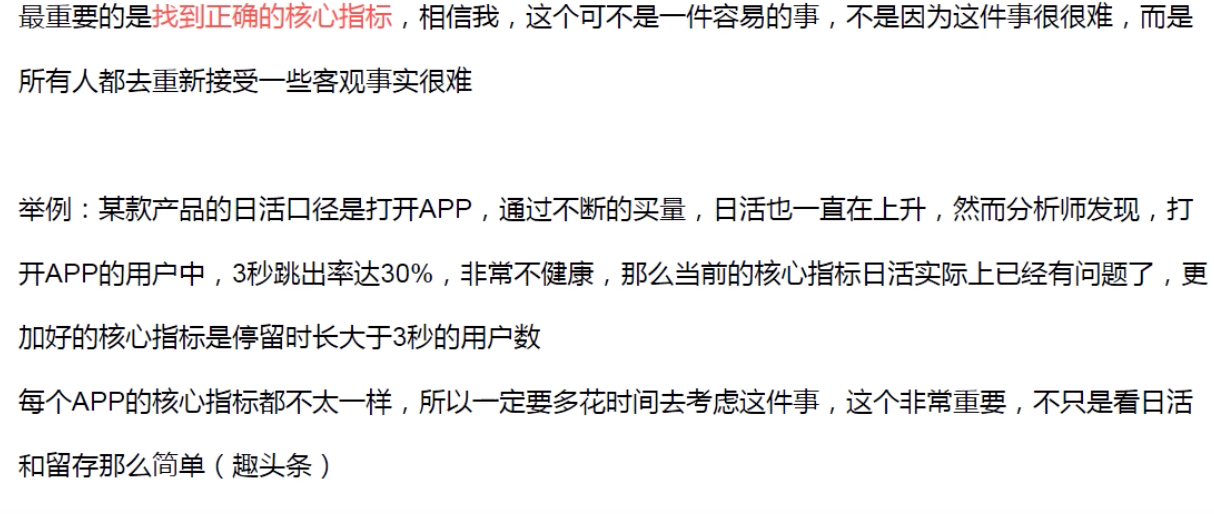 最重要的是找到正确的核心指标，相信我，这个可不是一件容易的事，不是因为这件事很很难，而是
所有人都去重新接受一些客观事实很难
举例：某款产品的日活口径是打开APP，通过不断的买量，日活也一直在上升，然而分析师发现，打
开APP的用户中，3秒跳出率达30%，非常不健康，那么当前的核心指标日活实际上已经有问题了，更
加好的核心指标是停留时长大于3秒的用户数
每个APP的核心指标都不太一样，所以一定要多花时间去考虑这件事，这个非常重要，不只是看日活
和留存那么简单（趣头条）